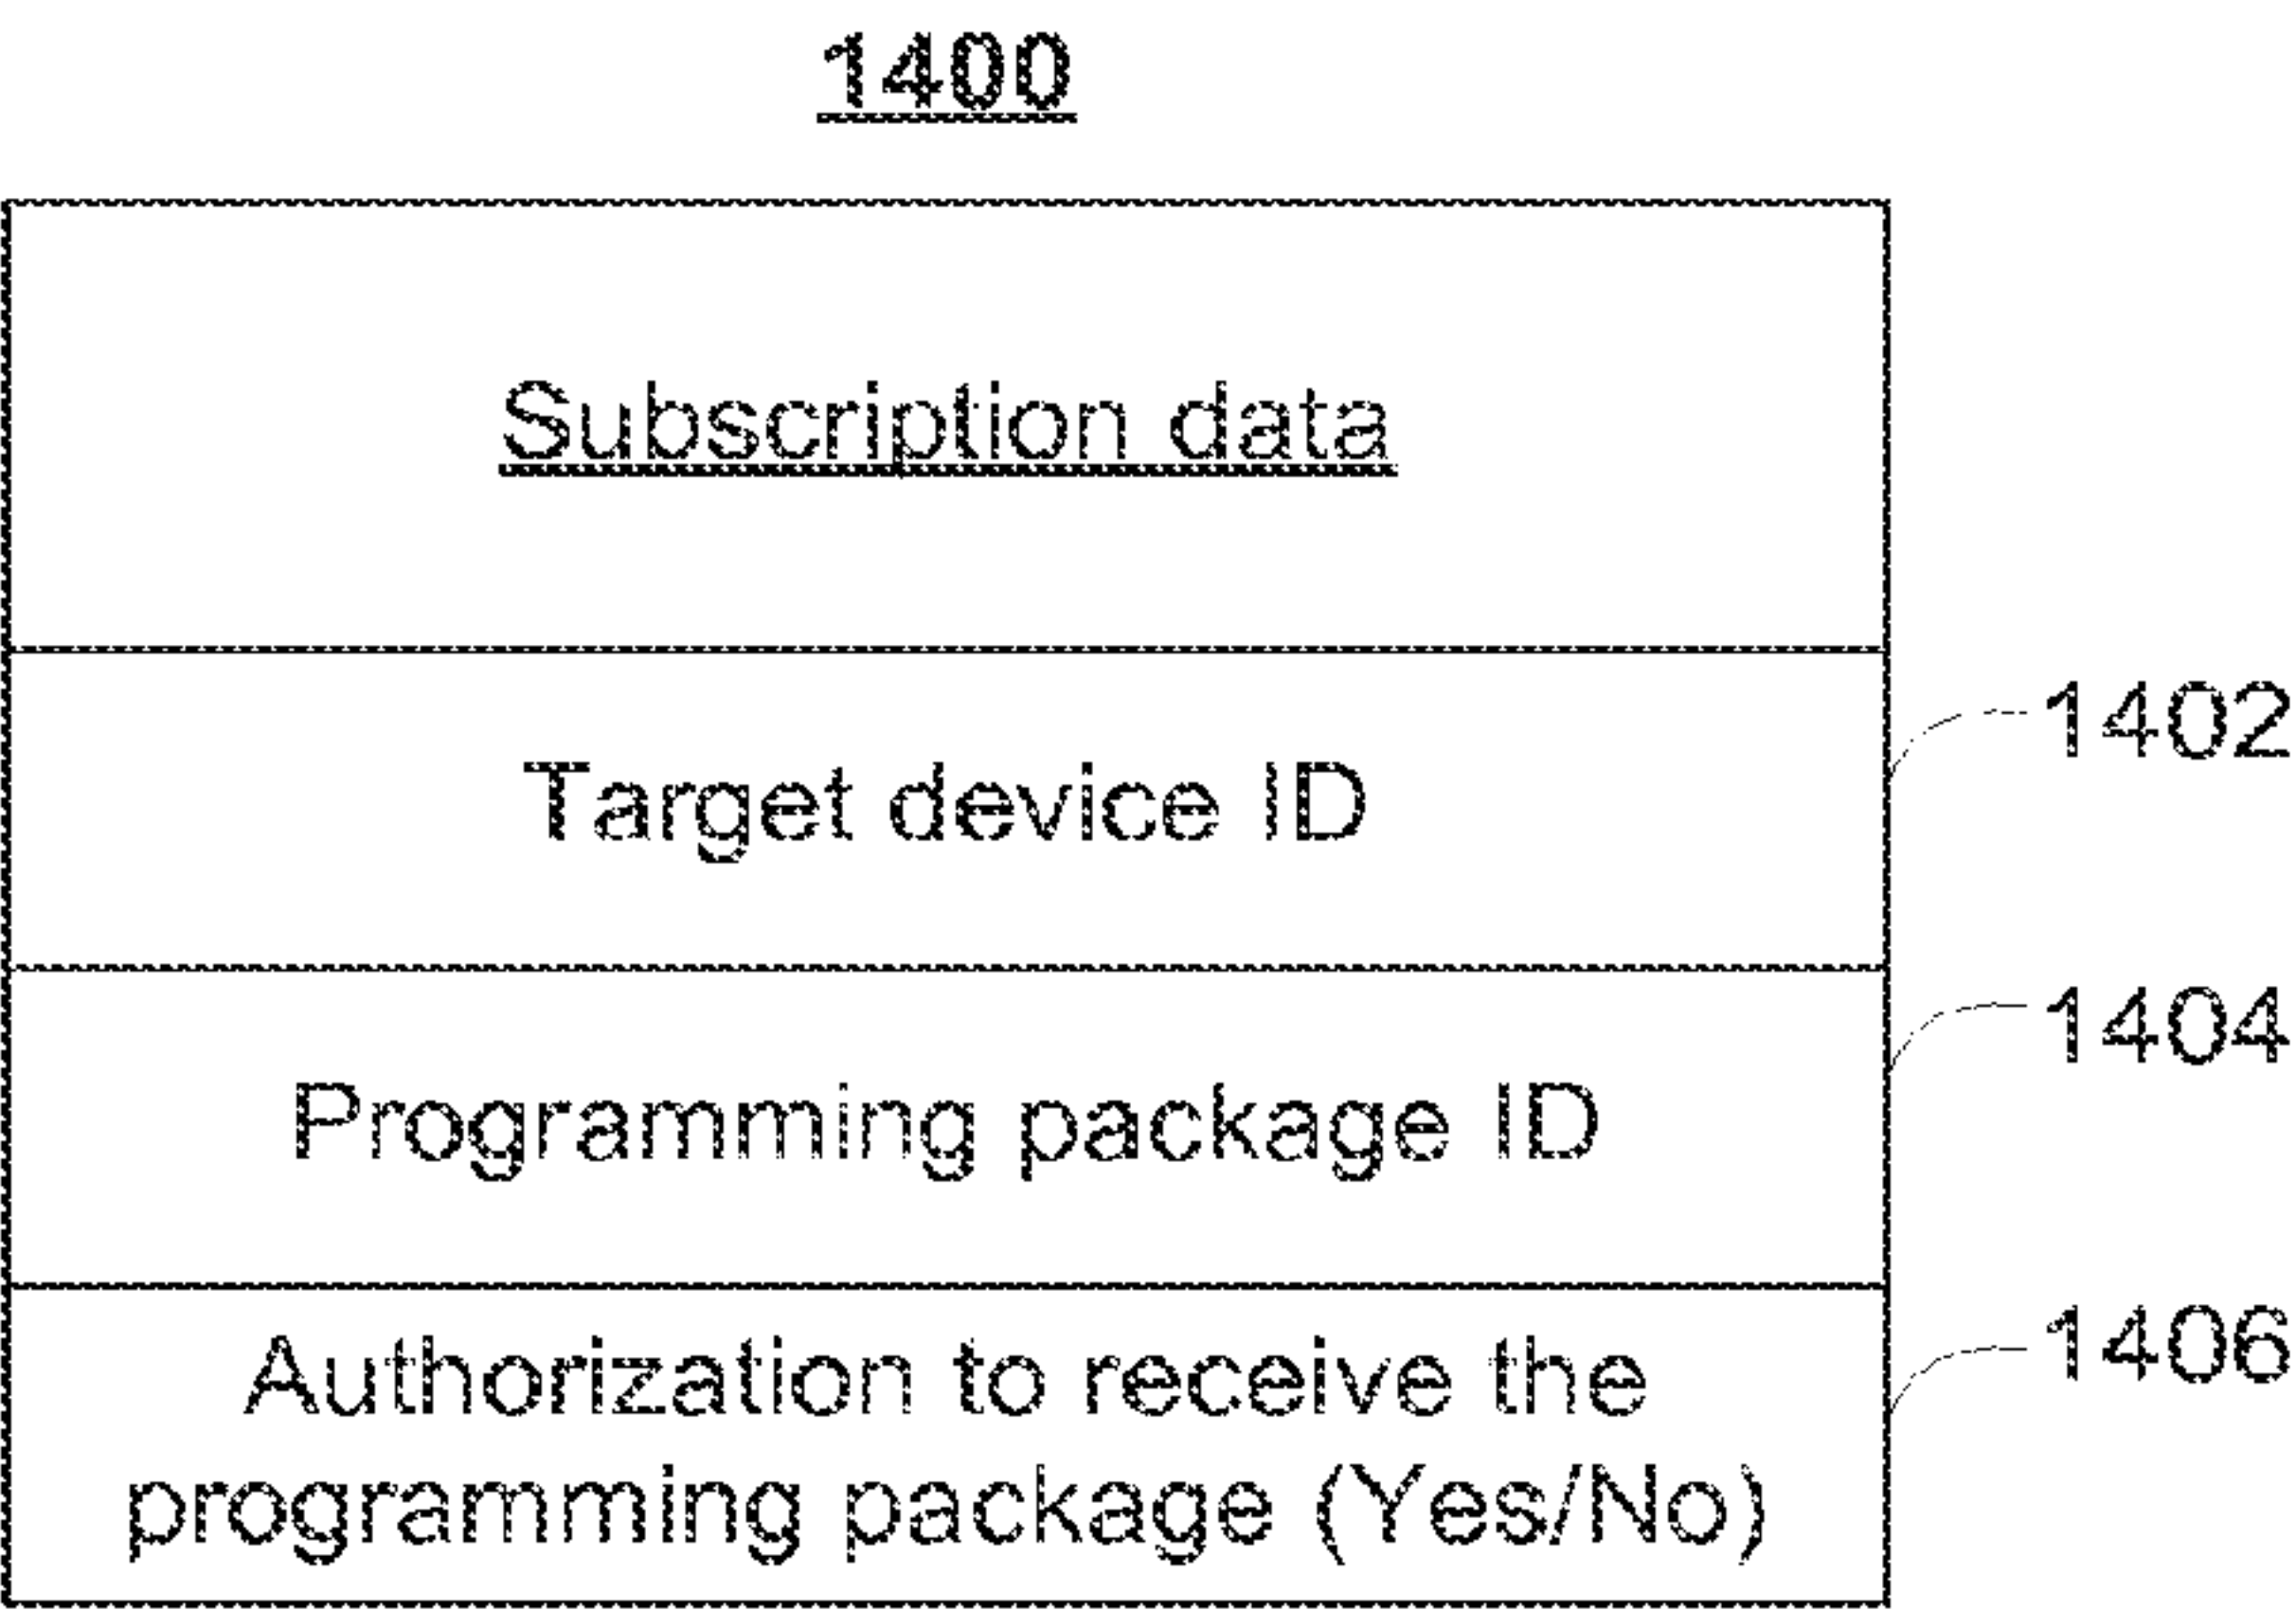 1400
Subscription data
Target device ID
1402
Programming package ID
1404
Authorization to receive the
programming package (Yes/No)
1406